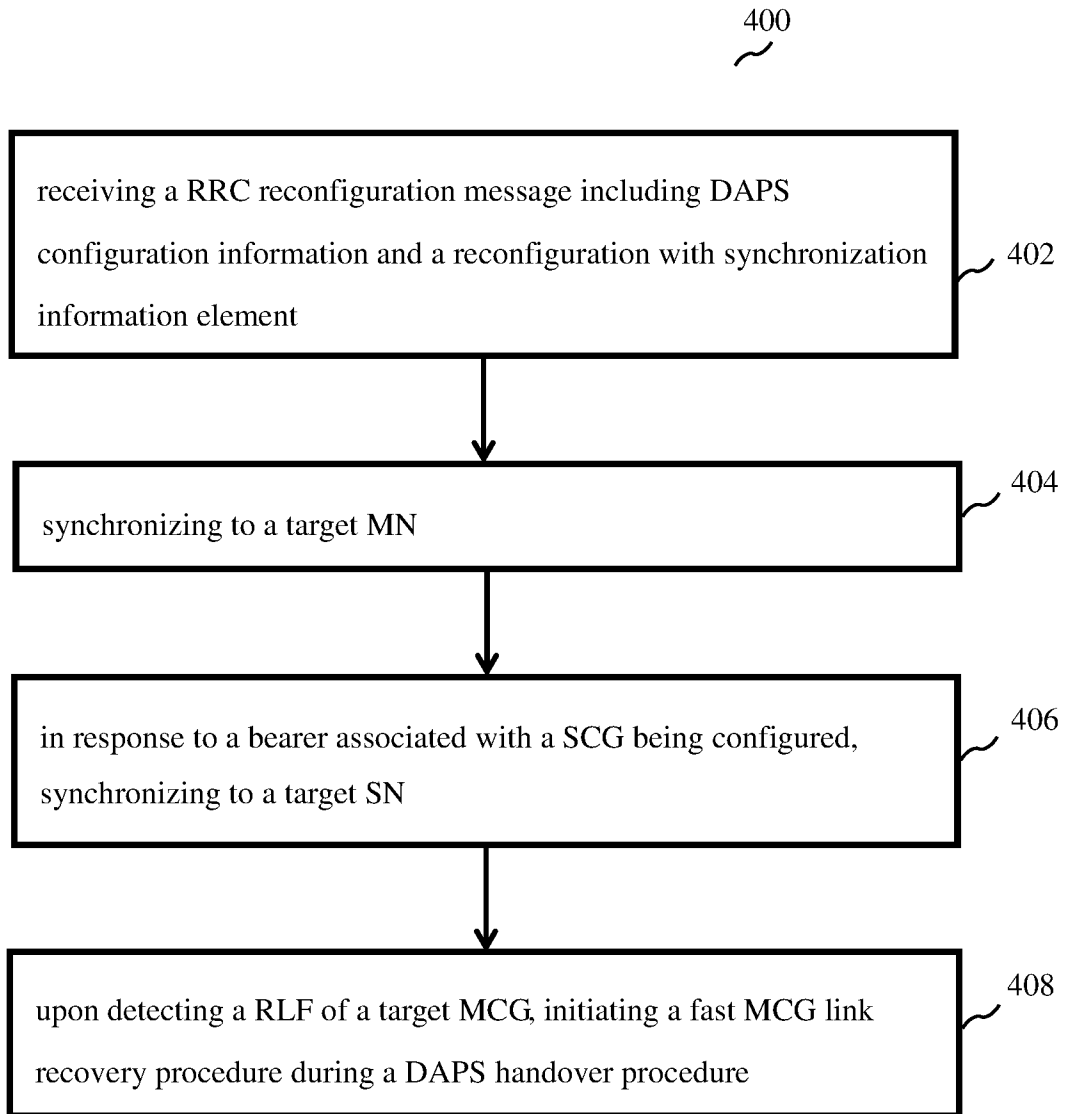 400
receiving a RRC reconfiguration message including DAPS
configuration information and a reconfiguration with synchronization
information element
402
synchronizing to a target MN
404
in response to a bearer associated with a SCG being configured,
synchronizing to a target SN
406
upon detecting a RLF of a target MCG, initiating a fast MCG link
recovery procedure during a DAPS handover procedure
408